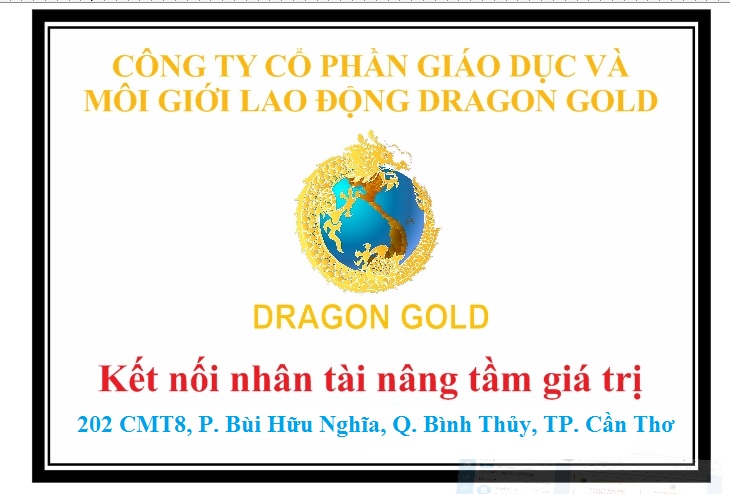 CÔNG TY CỔ PHẦN GIÁO DỤC VÀ
MÔI GIỚI LAO ĐỘNG DRAGON GOLD
DRAGON GOLD
Kết nối nhân tài nâng tầm giá trị
202 CMT8, P. Bùi Hữu Nghĩa, Q. Bình Thủy, TP. Cần Thơ